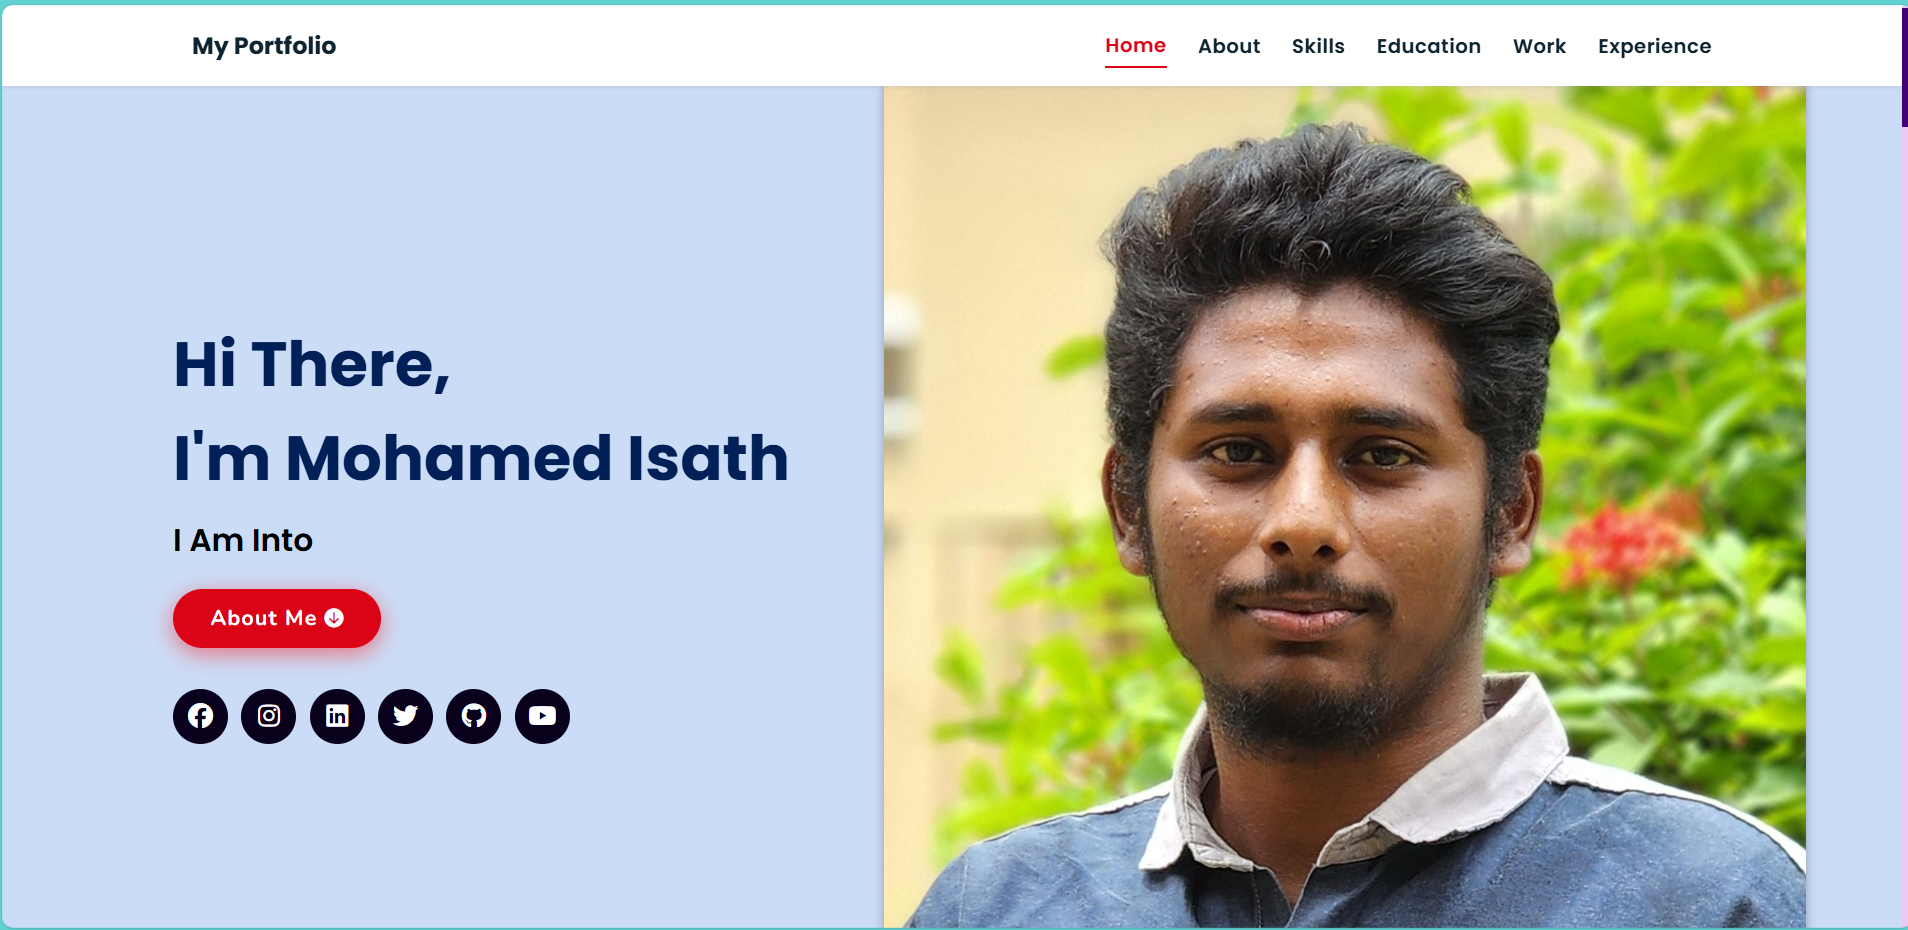 My Portfolio
Home About Skills Education Work Experience
Hi There,
I'm Mohamed Isath
I Am Into
About Me